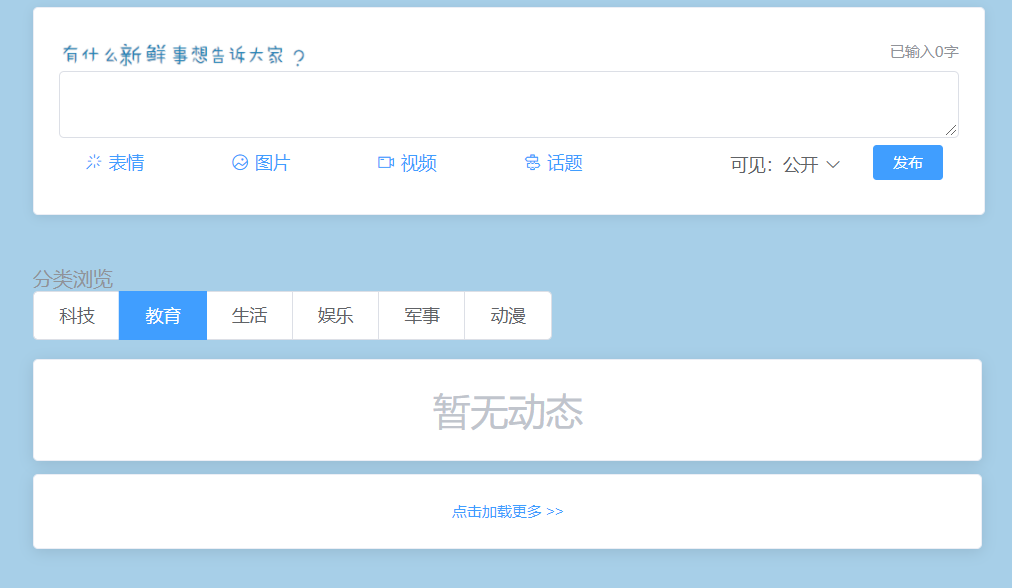 有什么新鲜事想告诉大家？ 已输入0字
表情 图片 视频 话题 可见：公开 发布
分类浏览
科技 教育 生活 娱乐 军事 动漫
暂无动态
点击加载更多 >>